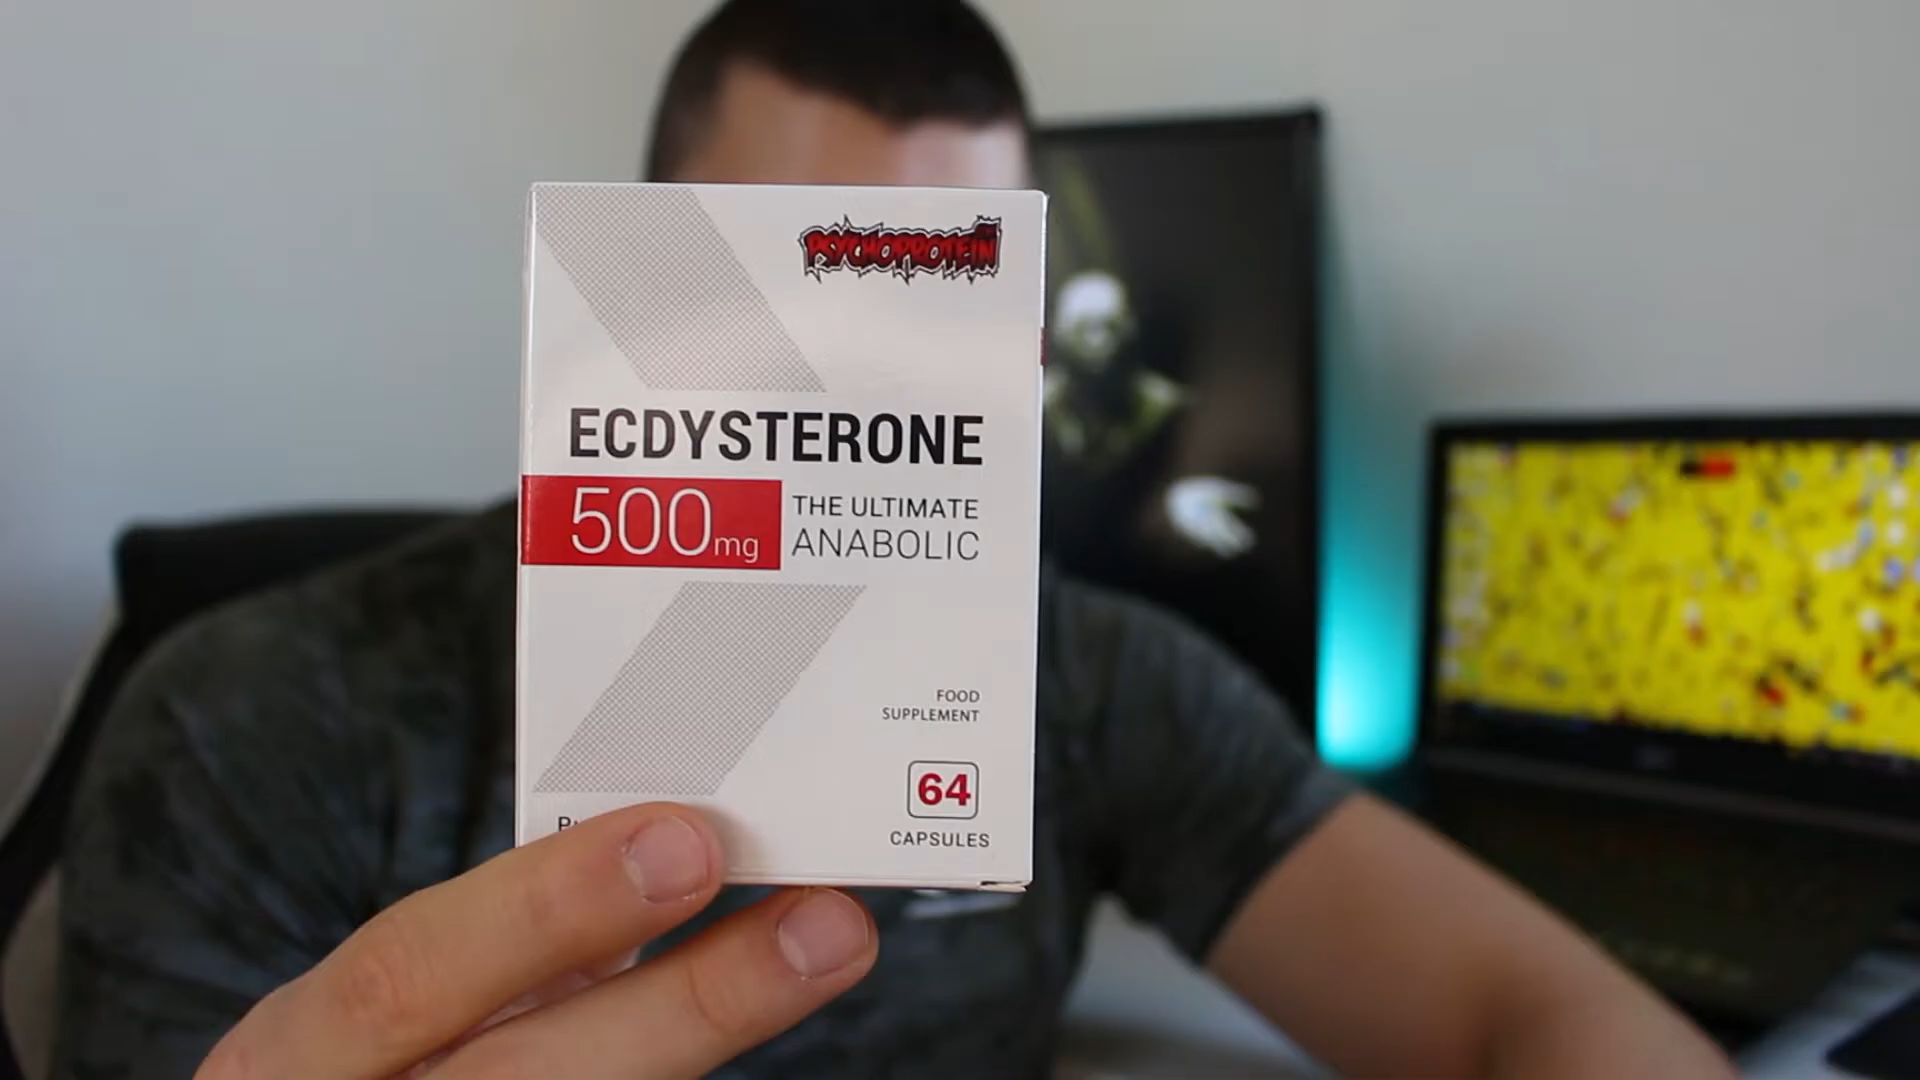 PSYCHOPROTEIN
ECDYSTERONE
500mg
THE ULTIMATE
ANABOLIC
FOOD
SUPPLEMENT
64
CAPSULES